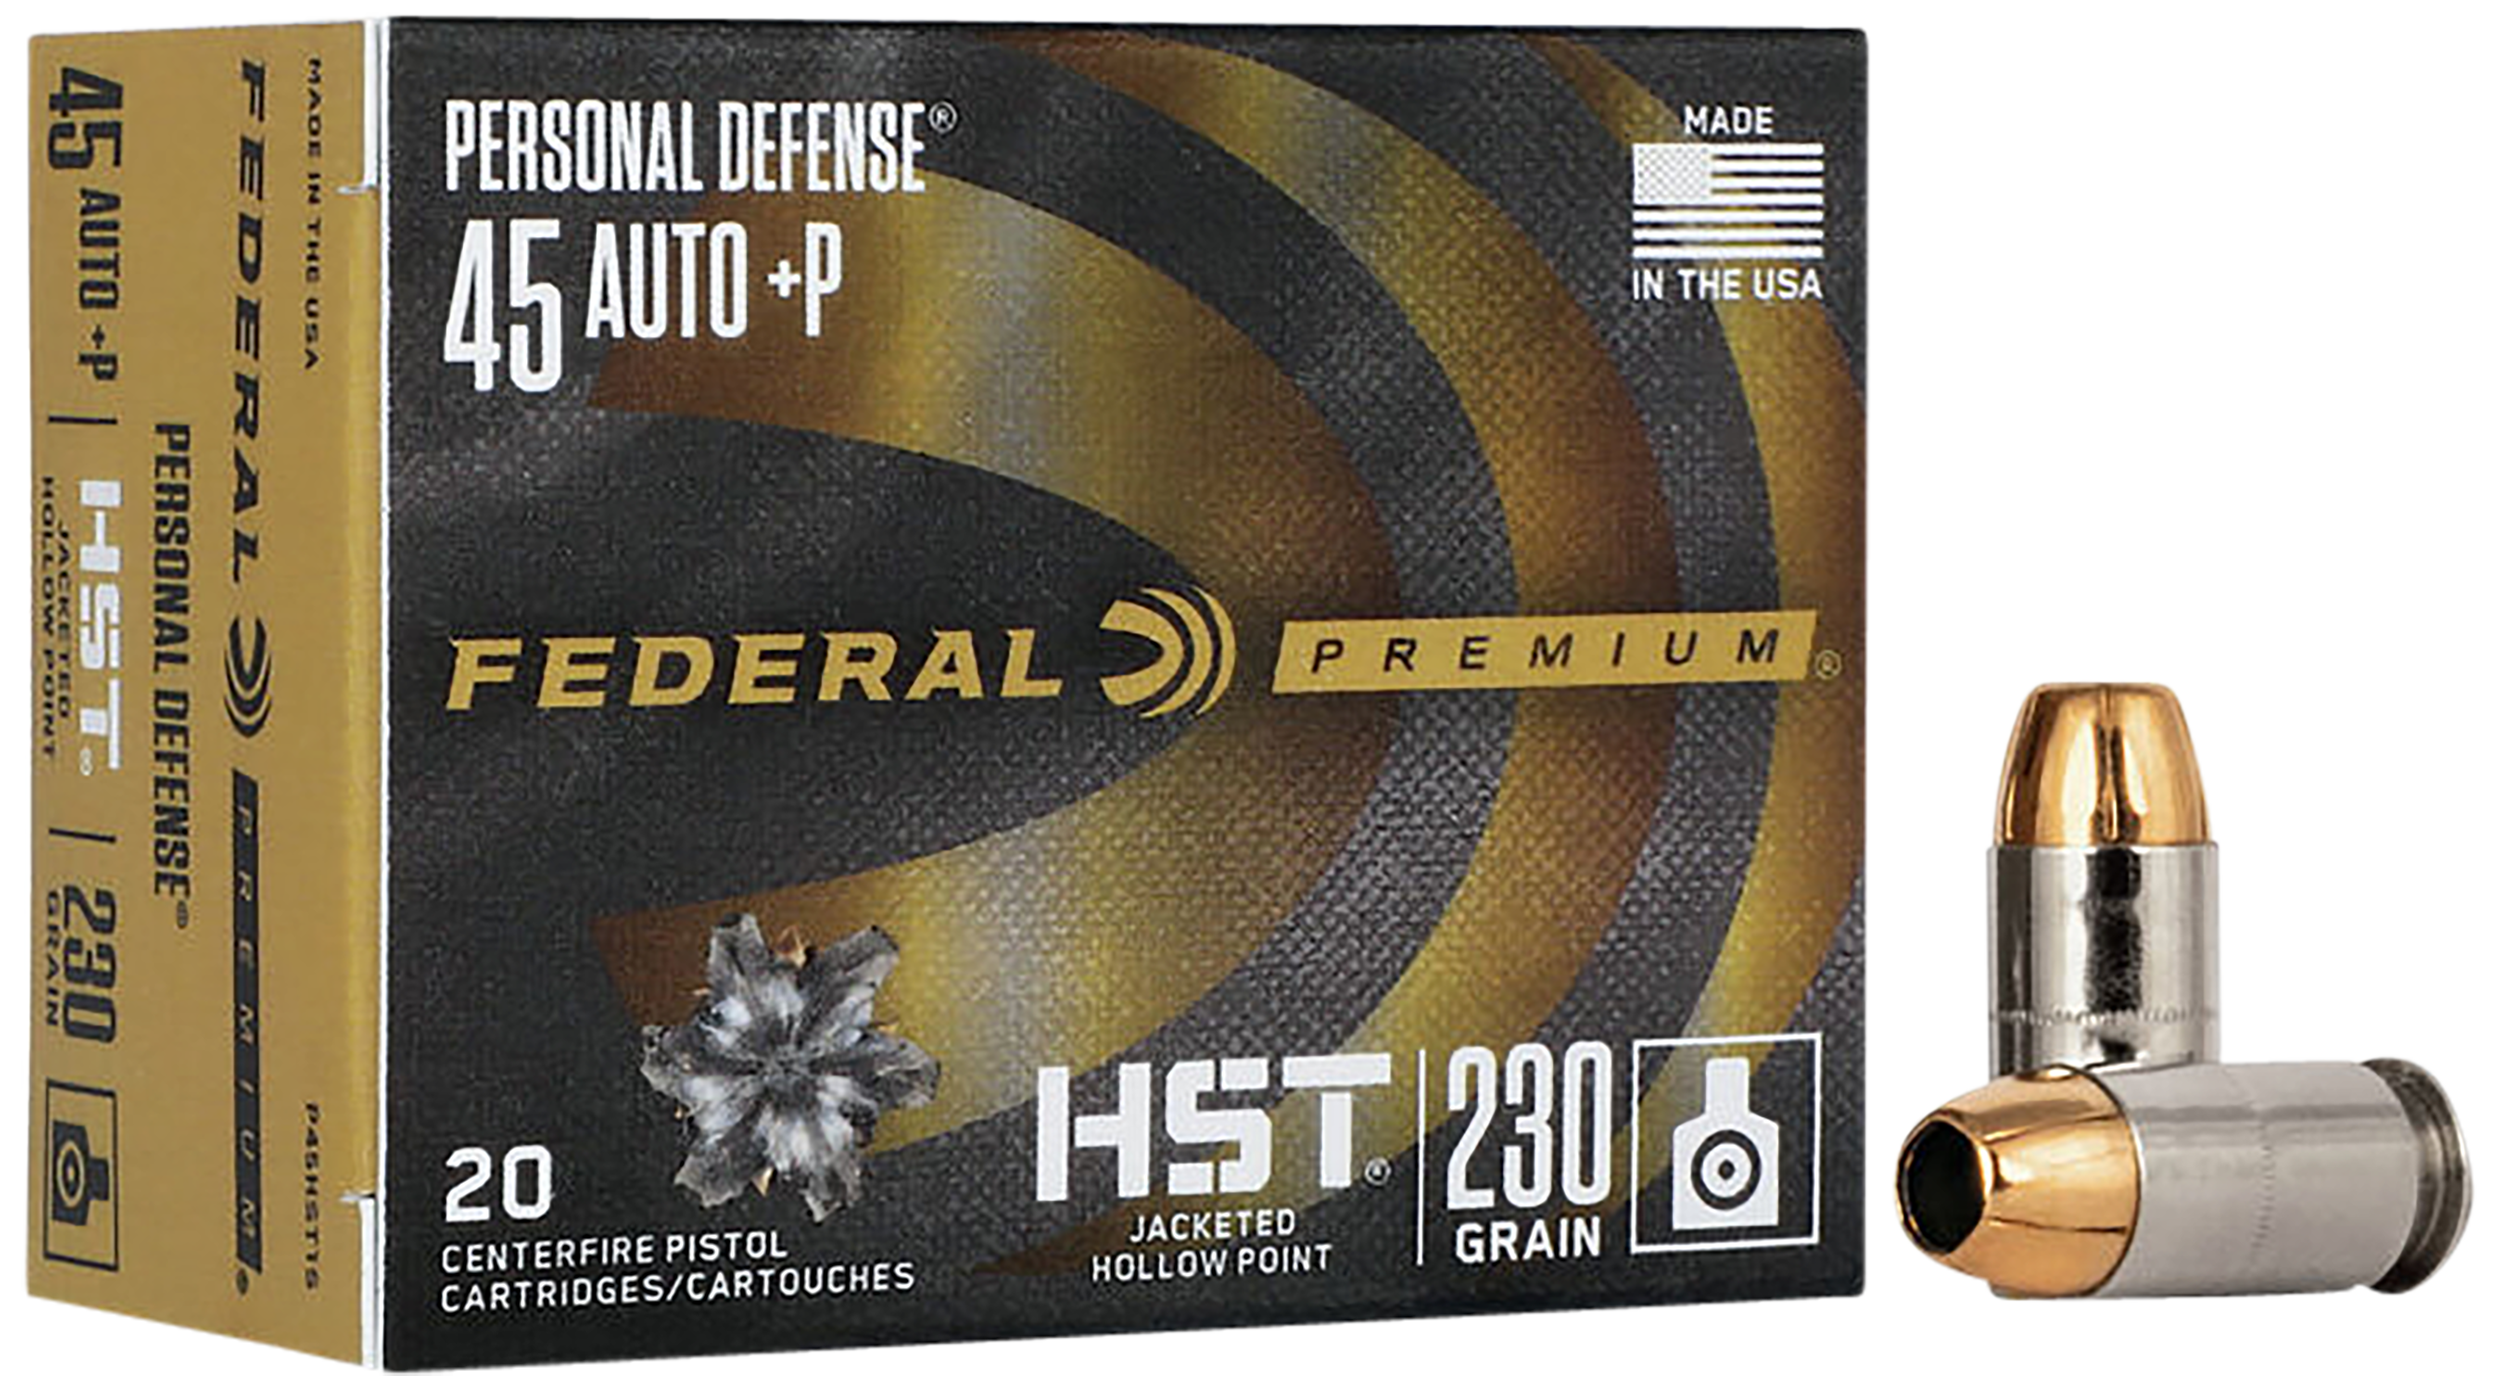 MADE IN THE USA
P45HST1S
FEDERAL PREMIUM®
PERSONAL DEFENSE®
45 AUTO +P | HST® | 230
JACKETED
HOLLOW POINT
GRAIN
PERSONAL DEFENSE®
45 AUTO +P
MADE
IN THE USA
FEDERAL PREMIUM®
20
CENTERFIRE PISTOL
CARTRIDGES/CARTOUCHES
HST®
JACKETED
HOLLOW POINT
230
GRAIN